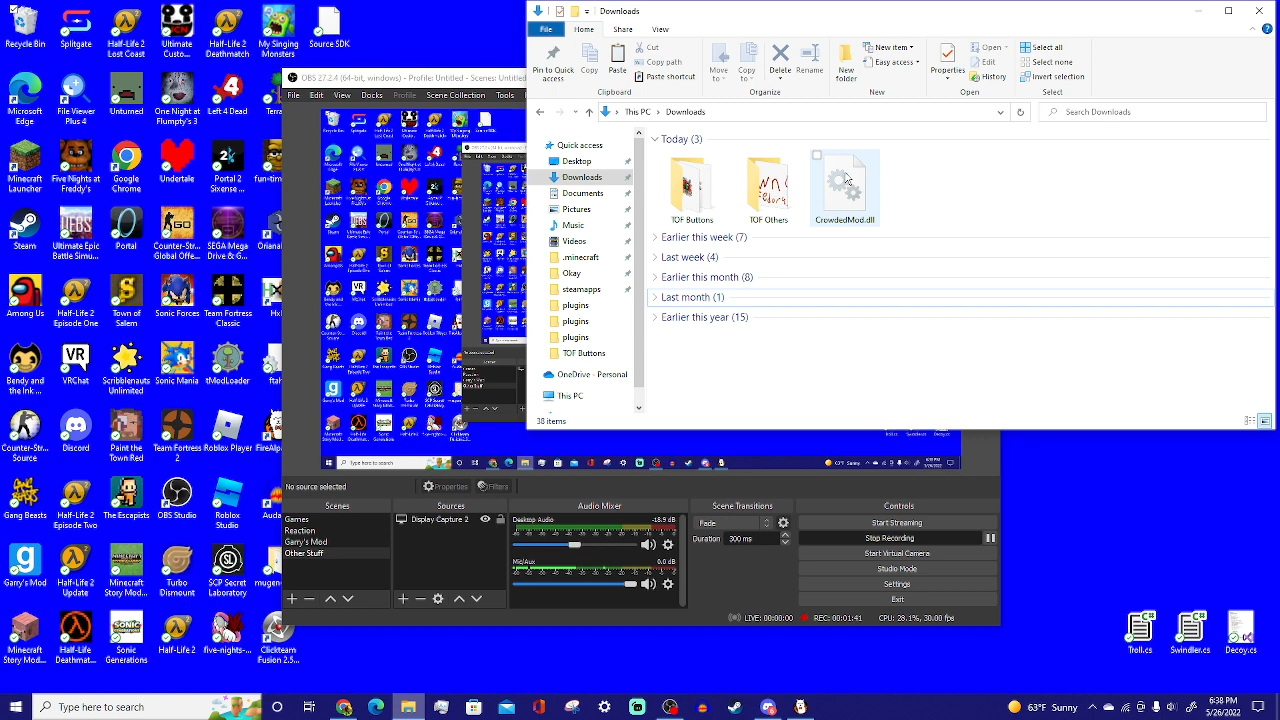 Downloads
File
Home
Share
View
Pin to Quick access
Copy
Paste
Cut
Copy path
Paste shortcut
Clipboard
Move to
Copy to
Delete
Rename
Organize
New folder
New item
Easy access
New
Properties
Open
Edit
History
Open
Select all
Select none
Invert selection
Select
This PC > Downloads
Search Downloads
Quick access
Desktop
Downloads
Documents
Pictures
Music
Videos
.minecraft
Okay
steamapps
plugins
plugins
plugins
TOF Buttons
OneDrive - Personal
This PC
Today (3)
TOF Buttons
TOF Others
CrowdedMod.dll
Earlier this week (7)
Last week (4)
Earlier this month (8)
Last month (1)
Earlier this year (15)
38 items
Recycle Bin
Splitgate
Half-Life 2 Lost Coast
Ultimate Custo...
Half-Life 2 Deathmatch
My Singing Monsters
Source SDK
Microsoft Edge
File Viewer Plus 4
Unturned
One Night at Flumpty's 3
Left 4 Dead
Terra
Minecraft Launcher
Five Nights at Freddy's
Google Chrome
Undertale
Portal 2 Sixense ...
fun-tim
Steam
Ultimate Epic Battle Simu...
Portal
Counter-Str... Global Offe...
SEGA Mega Drive & G...
Among Us
Half-Life 2 Episode One
Town of Salem
Sonic Forces
Team Fortress Classic
Bendy and the Ink ...
VRChat
Scribblenauts Unlimited
Sonic Mania
tModLoader
Counter-Str... Source
Discord
Paint the Town Red
Team Fortress 2
Roblox Player
FireAlpa
Gang Beasts
Half-Life 2 Episode Two
The Escapists
OBS Studio
Roblox Studio
Auda
Garry's Mod
Half-Life 2 Update
Minecraft Story Mod...
Turbo Dismount
SCP Secret Laboratory
mugen
Minecraft Story Mod...
Half-Life Deathmat...
Sonic Generations
Half-Life 2
five-nights-...
Clickteam Fusion 2.5...
OBS 27.2.4 (64-bit, windows) - Profile: Untitled - Scenes: Untitled
File
Edit
View
Docks
Profile
Scene Collection
Tools
No source selected
Properties
Filters
Scenes
Games
Reaction
Garry's Mod
Other Stuff
Sources
Display Capture 2
Audio Mixer
Desktop Audio
-18.9 dB
Mic/Aux
0.0 dB
Scene Transitions
Fade
Duration 300 ms
Controls
Start Streaming
Stop Recording
Start Virtual Camera
Studio Mode
Settings
Exit
LIVE: 00:00:00
REC: 00:01:41
CPU: 28.1%, 30.00 fps
Troll.cs
Swindler.cs
Decoy.cs
Type here to search
63°F Sunny
6:38 PM
5/26/2022